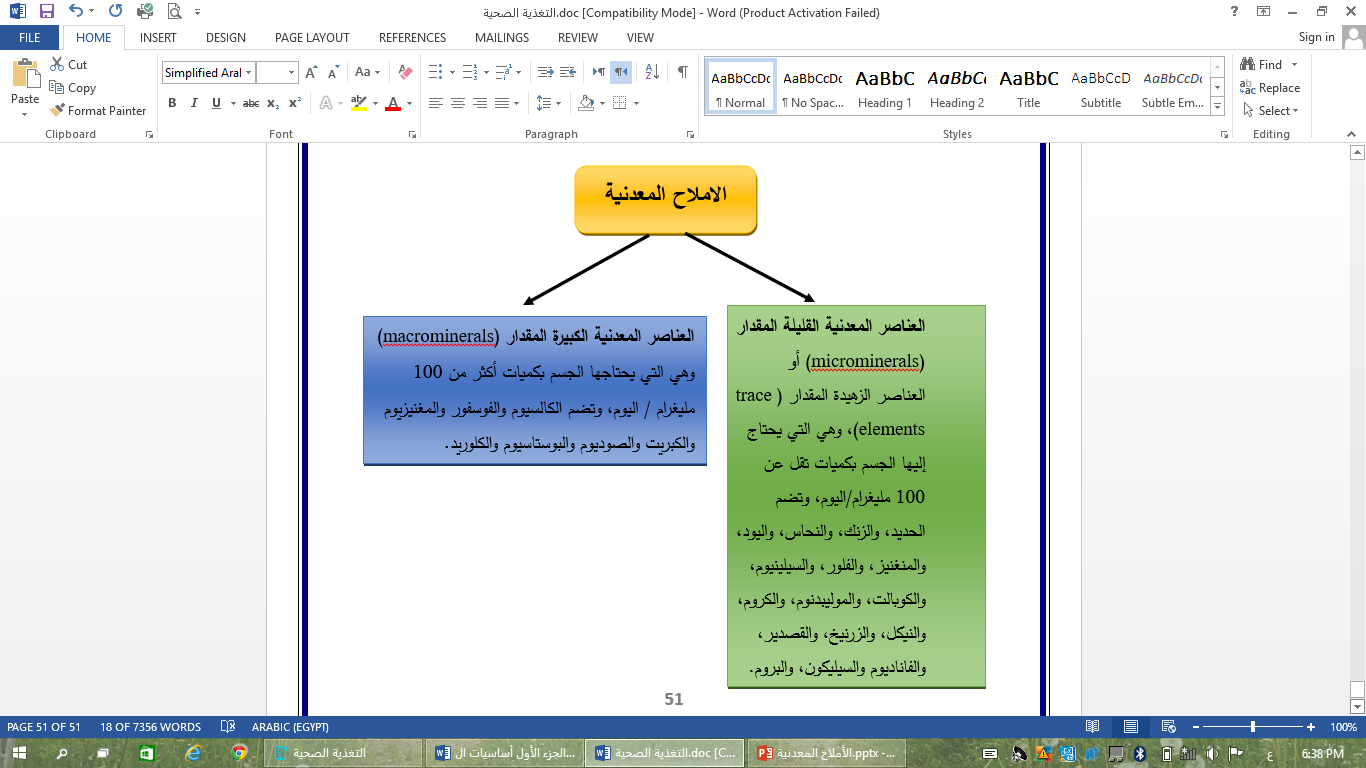 التغذية الصحية.doc [Compatibility Mode] - Word (Product Activation Failed)
FILE HOME INSERT DESIGN PAGE LAYOUT REFERENCES MAILINGS REVIEW VIEW Sign in
Paste
Cut
Copy
Format Painter
Clipboard
Simplified Aral
Font
Paragraph
AaBbCcDc AaBbCcDc AaBbC AaBbCc AaBbC AaBbCcD AaBbCcDc
¶ Normal ¶ No Spac... Heading 1 Heading 2 Title Subtitle Subtle Em...
Styles
Find
Replace
Select
Editing
الاملاح المعدنية
العناصر المعدنية القليلة المقدار
(microminerals) أو
العناصر الزهيدة المقدار ( trace
elements)، وهي التي يحتاج
إليها الجسم بكميات تقل عن
100 مليغرام/اليوم، وتضم
الحديد، والزنك، والنحاس، واليود،
والمنغنيز، والفلور، والسيلينيوم،
والكوبالت، والموليبدنوم، والكروم،
والنيكل، والزرنيخ، والقصدير،
والفاناديوم والسيليكون، والبروم.
العناصر المعدنية الكبيرة المقدار (macrominerals)
وهي التي يحتاجها الجسم بكميات أكثر من 100
مليغرام / اليوم، وتضم الكالسيوم والفوسفور والمغنيزيوم
والكبريت والصوديوم والبوستاسيوم والكلوريد.
51
PAGE 51 OF 51 18 OF 7356 WORDS ARABIC (EGYPT) 100%
التغذية الصحية
الجزء الأول أساسيات ال...
التغذية الصحية.doc [C...
الأملاح المعدنية.pptx -...
ع
6:38 PM